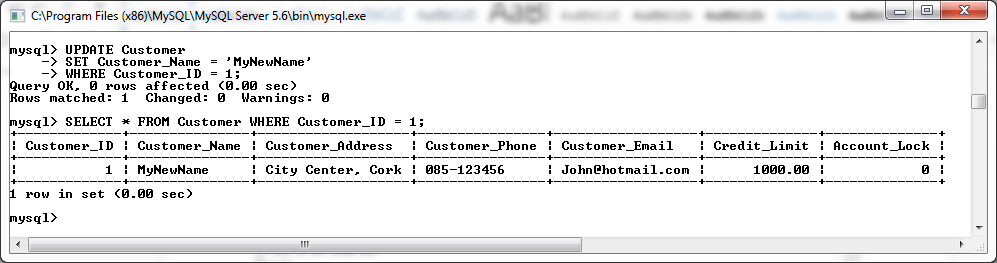 C:\Program Files (x86)\MySQL\MySQL Server 5.6\bin\mysql.exe
mysql> UPDATE Customer
-> SET Customer_Name = 'MyNewName'
-> WHERE Customer_ID = 1;
Query OK, 0 rows affected (0.00 sec)
Rows matched: 1  Changed: 0  Warnings: 0
mysql> SELECT * FROM Customer WHERE Customer_ID = 1;
+-------------+---------------+--------------------+----------------+------------------+--------------+--------------+
| Customer_ID | Customer_Name | Customer_Address   | Customer_Phone | Customer_Email   | Credit_Limit | Account_Lock |
+-------------+---------------+--------------------+----------------+------------------+--------------+--------------+
|           1 | MyNewName     | City Center, Cork | 085-123456     | John@hotmail.com |      1000.00 |            0 |
+-------------+---------------+--------------------+----------------+------------------+--------------+--------------+
1 row in set (0.00 sec)
mysql>